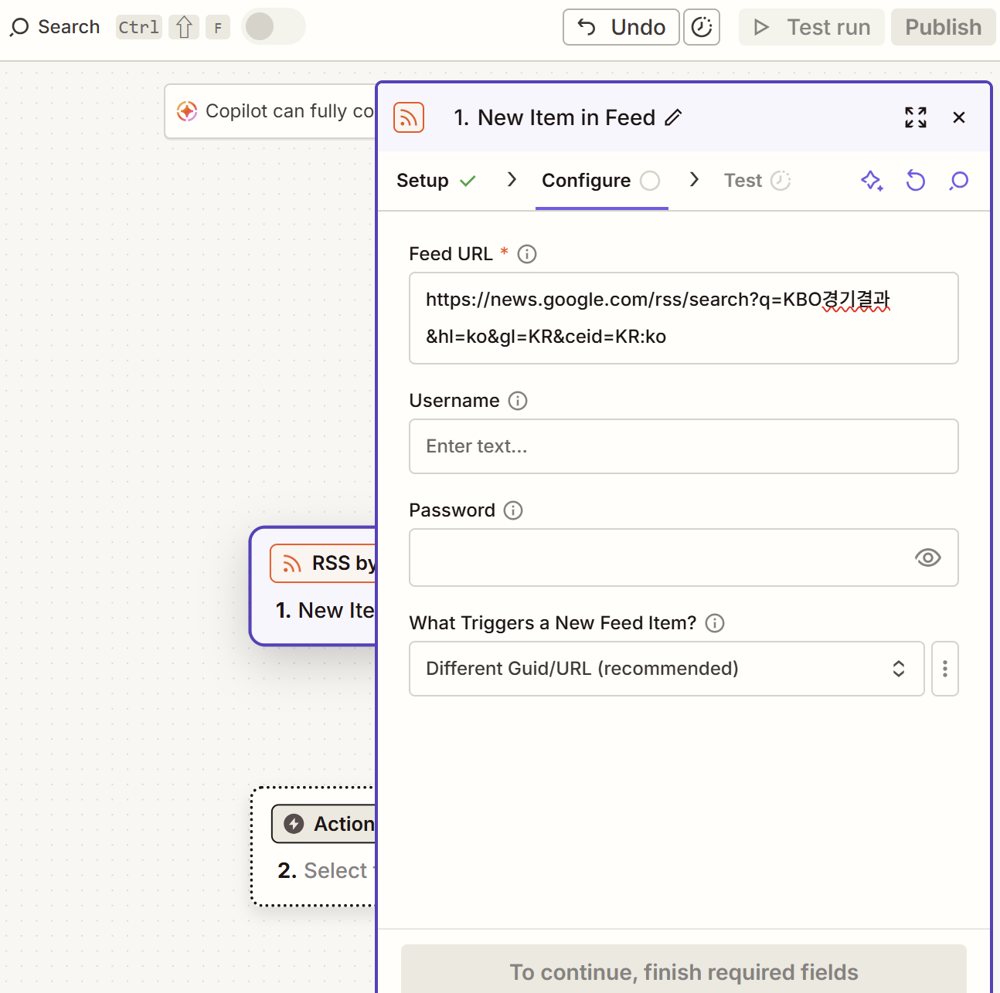 Search Ctrl F
Undo
Test run
Publish
Copilot can fully co
1. New Item in Feed
Setup
Configure
Test
Feed URL *
https://news.google.com/rss/search?q=KBO경기결과
&hl=ko&gl=KR&ceid=KR:ko
Username
Enter text...
Password
What Triggers a New Feed Item?
Different Guid/URL (recommended)
RSS by
1. New Ite
Action
2. Select
To continue, finish required fields